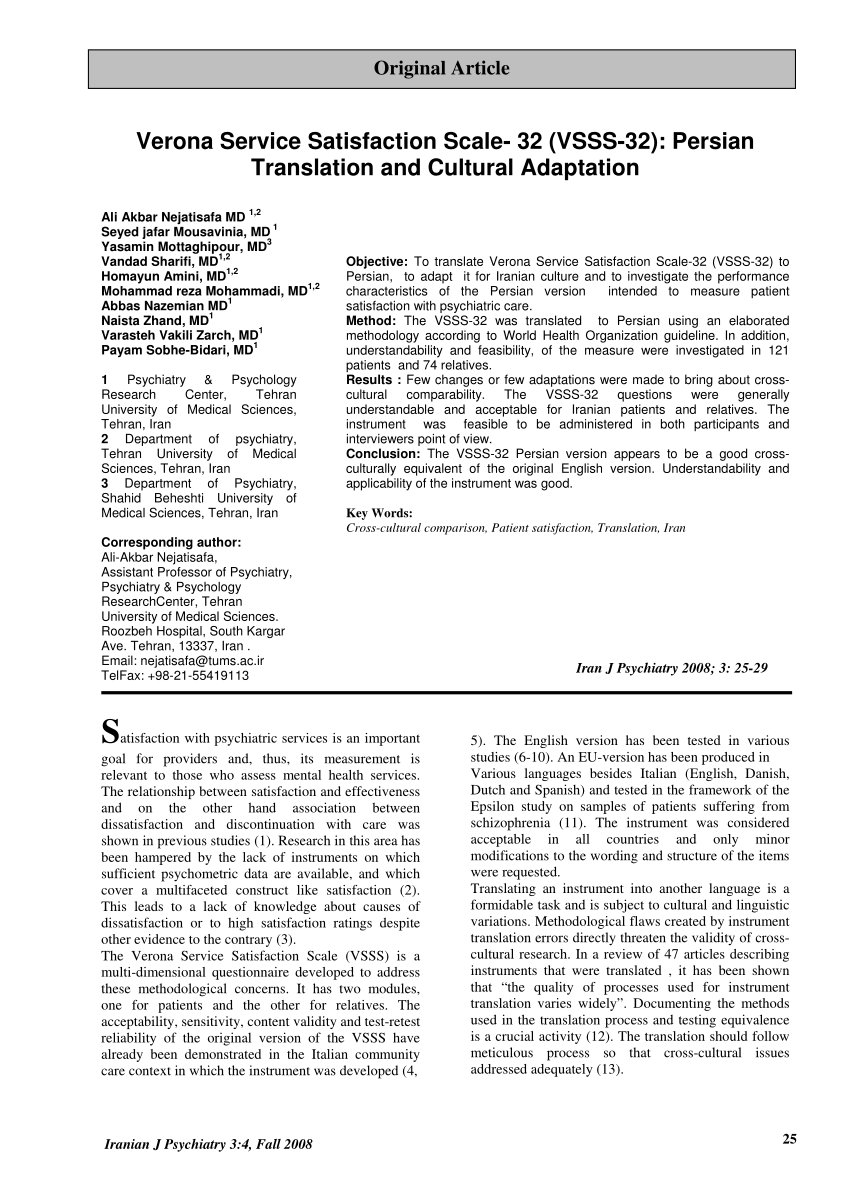 Original Article
Verona Service Satisfaction Scale- 32 (VSSS-32): Persian
Translation and Cultural Adaptation
Ali Akbar Nejatisafa MD 1,2
Seyed jafar Mousavinia, MD 1
Yasamin Mottaghipour, MD3
Vandad Sharifi, MD1,2
Homayun Amini, MD1,2
Mohammad reza Mohammadi, MD1,2
Abbas Nazemian MD1
Naista Zhand, MD1
Varasteh Vakili Zarch, MD1
Payam Sobhe-Bidari, MD1
1 Psychiatry & Psychology
Research Center, Tehran
University of Medical Sciences,
Tehran, Iran
2 Department of psychiatry,
Tehran University of Medical
Sciences, Tehran, Iran
3 Department of Psychiatry,
Shahid Beheshti University of
Medical Sciences, Tehran, Iran
Corresponding author:
Ali-Akbar Nejatisafa,
Assistant Professor of Psychiatry,
Psychiatry & Psychology
ResearchCenter, Tehran
University of Medical Sciences.
Roozbeh Hospital, South Kargar
Ave. Tehran, 13337, Iran .
Email: nejatisafa@tums.ac.ir
TelFax: +98-21-55419113
Objective: To translate Verona Service Satisfaction Scale-32 (VSSS-32) to
Persian, to adapt it for Iranian culture and to investigate the performance
characteristics of the Persian version intended to measure patient
satisfaction with psychiatric care.
Method: The VSSS-32 was translated to Persian using an elaborated
methodology according to World Health Organization guideline. In addition,
understandability and feasibility, of the measure were investigated in 121
patients and 74 relatives.
Results : Few changes or few adaptations were made to bring about cross-
cultural comparability. The VSSS-32 questions were generally
understandable and acceptable for Iranian patients and relatives. The
instrument was feasible to be administered in both participants and
interviewers point of view.
Conclusion: The VSSS-32 Persian version appears to be a good cross-
culturally equivalent of the original English version. Understandability and
applicability of the instrument was good.
Key Words:
Cross-cultural comparison, Patient satisfaction, Translation, Iran
Iran J Psychiatry 2008; 3: 25-29
Satisfaction with psychiatric services is an important
goal for providers and, thus, its measurement is
relevant to those who assess mental health services.
The relationship between satisfaction and effectiveness
and on the other hand association between
dissatisfaction and discontinuation with care was
shown in previous studies (1). Research in this area has
been hampered by the lack of instruments on which
sufficient psychometric data are available, and which
cover a multifaceted construct like satisfaction (2).
This leads to a lack of knowledge about causes of
dissatisfaction or to high satisfaction ratings despite
other evidence to the contrary (3).
The Verona Service Satisfaction Scale (VSSS) is a
multi-dimensional questionnaire developed to address
these methodological concerns. It has two modules,
one for patients and the other for relatives. The
acceptability, sensitivity, content validity and test-retest
reliability of the original version of the VSSS have
already been demonstrated in the Italian community
care context in which the instrument was developed (4,
5). The English version has been tested in various
studies (6-10). An EU-version has been produced in
Various languages besides Italian (English, Danish,
Dutch and Spanish) and tested in the framework of the
Epsilon study on samples of patients suffering from
schizophrenia (11). The instrument was considered
acceptable in all countries and only minor
modifications to the wording and structure of the items
were requested.
Translating an instrument into another language is a
formidable task and is subject to cultural and linguistic
variations. Methodological flaws created by instrument
translation errors directly threaten the validity of cross-
cultural research. In a review of 47 articles describing
instruments that were translated , it has been shown
that “the quality of processes used for instrument
translation varies widely”. Documenting the methods
used in the translation process and testing equivalence
is a crucial activity (12). The translation should follow
meticulous process so that cross-cultural issues
addressed adequately (13).
Iranian J Psychiatry 3:4, Fall 2008
25